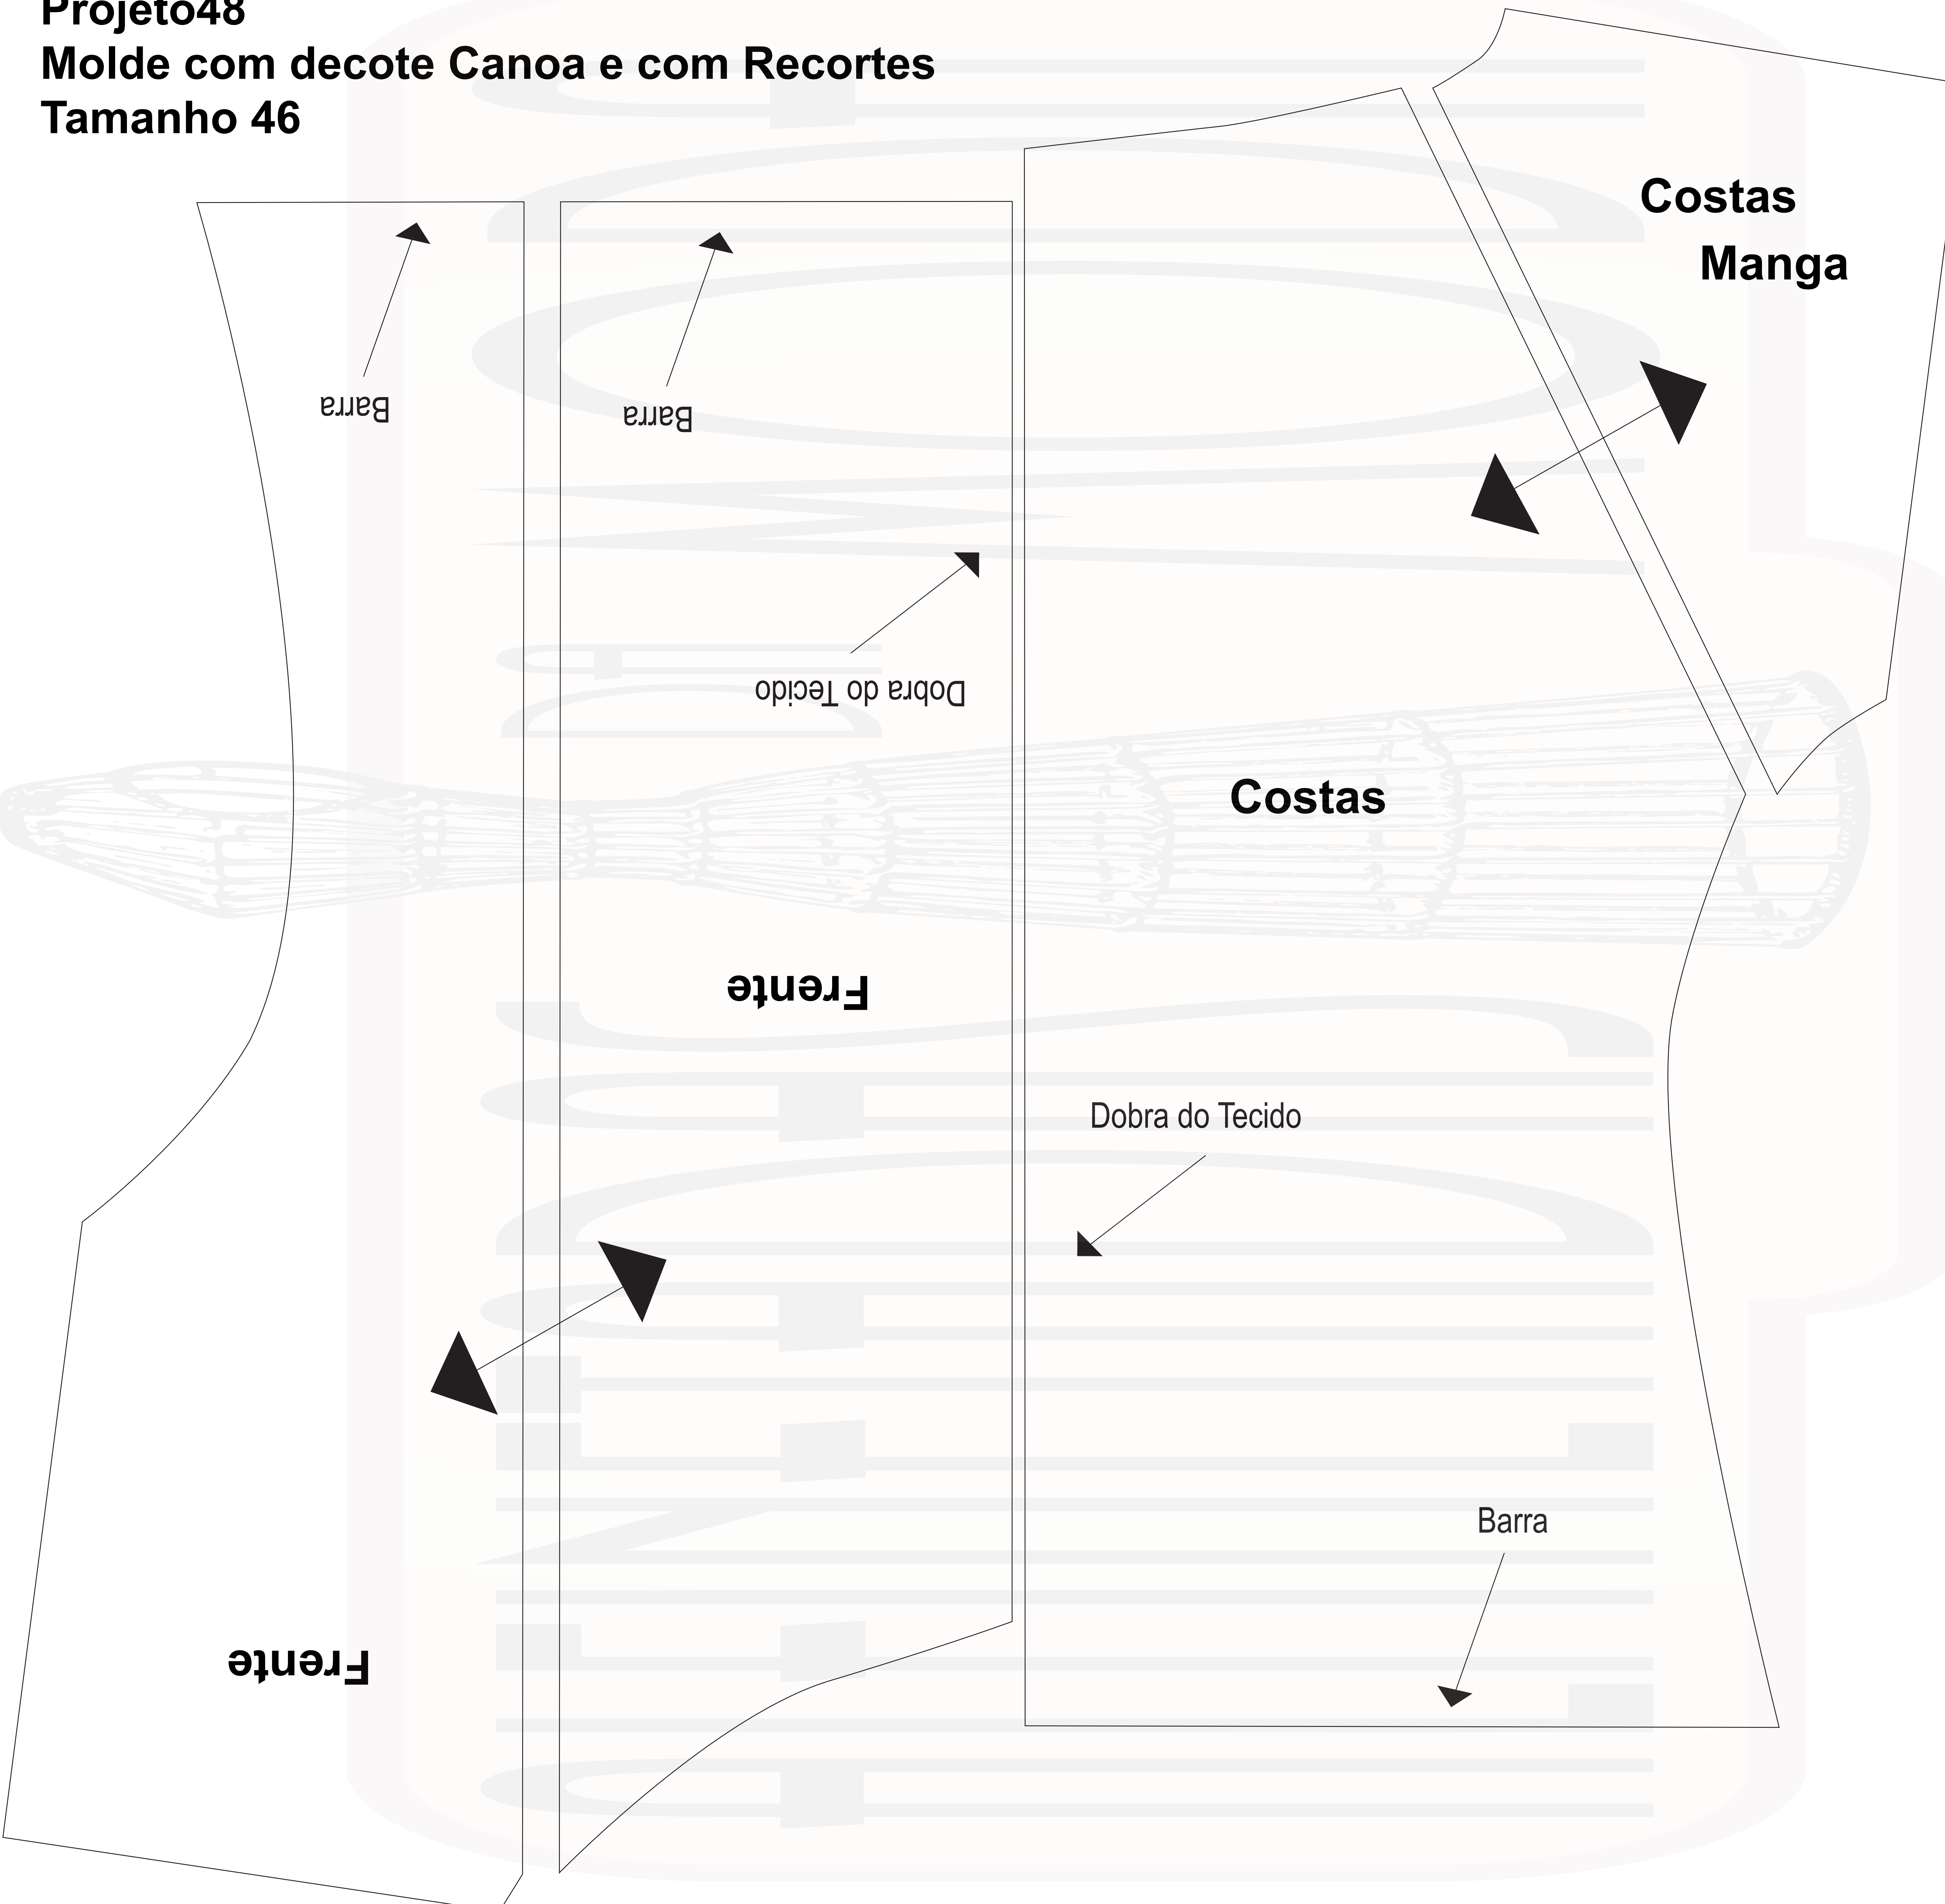 Projeto48
Molde com decote Canoa e com Recortes
Tamanho 46
Costas
Manga
Barra
Barra
Dobra do Tecido
Costas
Frente
Dobra do Tecido
Barra
Frente